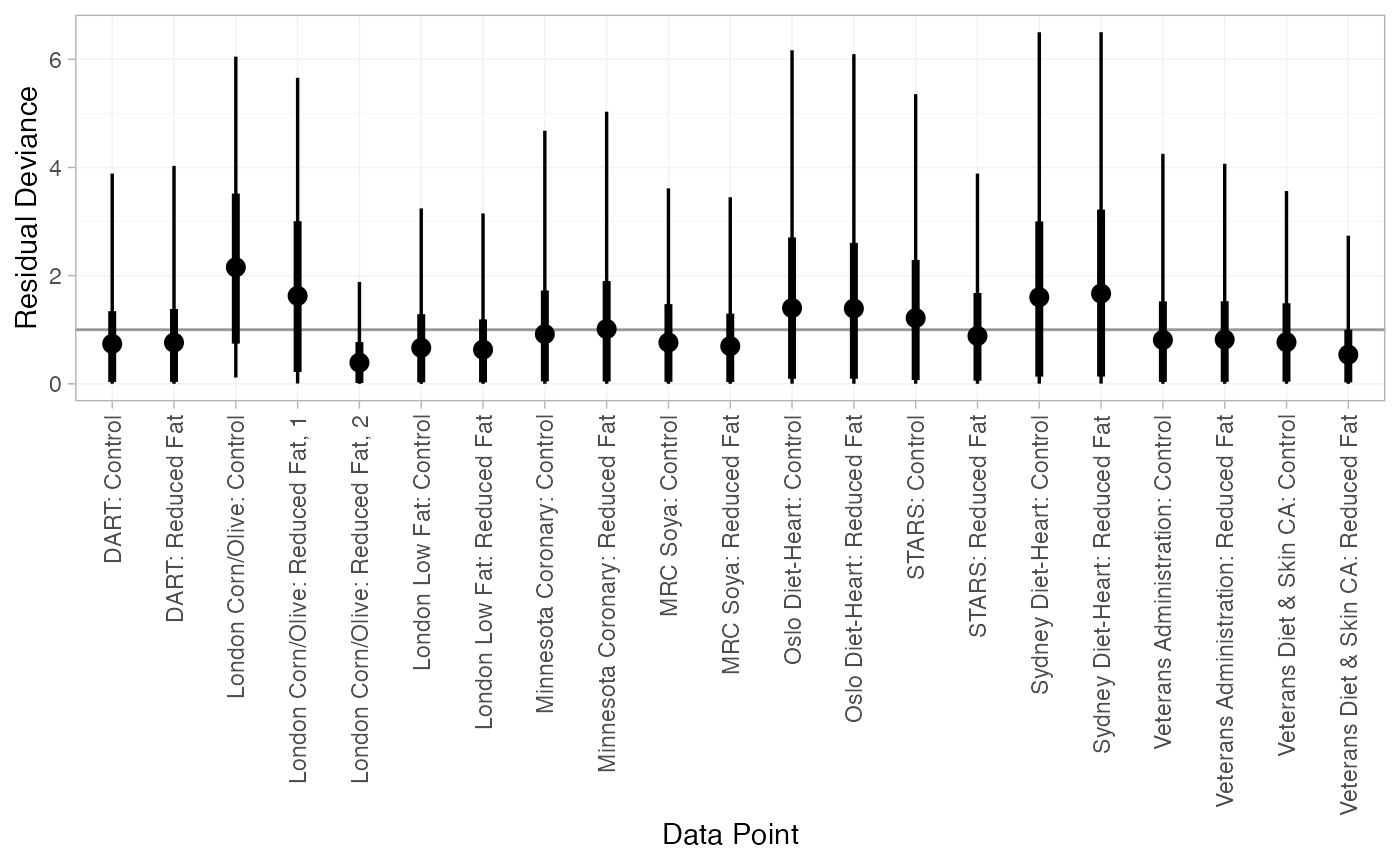 Residual Deviance
6
4
2
0
DART: Control
DART: Reduced Fat
London Corn/Olive: Control
London Corn/Olive: Reduced Fat, 1
London Corn/Olive: Reduced Fat, 2
London Low Fat: Control
London Low Fat: Reduced Fat
Minnesota Coronary: Control
Minnesota Coronary: Reduced Fat
MRC Soya: Control
MRC Soya: Reduced Fat
Oslo Diet-Heart: Control
Oslo Diet-Heart: Reduced Fat
STARS: Control
STARS: Reduced Fat
Sydney Diet-Heart: Control
Sydney Diet-Heart: Reduced Fat
Veterans Administration: Control
Veterans Administration: Reduced Fat
Veterans Diet & Skin CA: Control
Veterans Diet & Skin CA: Reduced Fat
Data Point